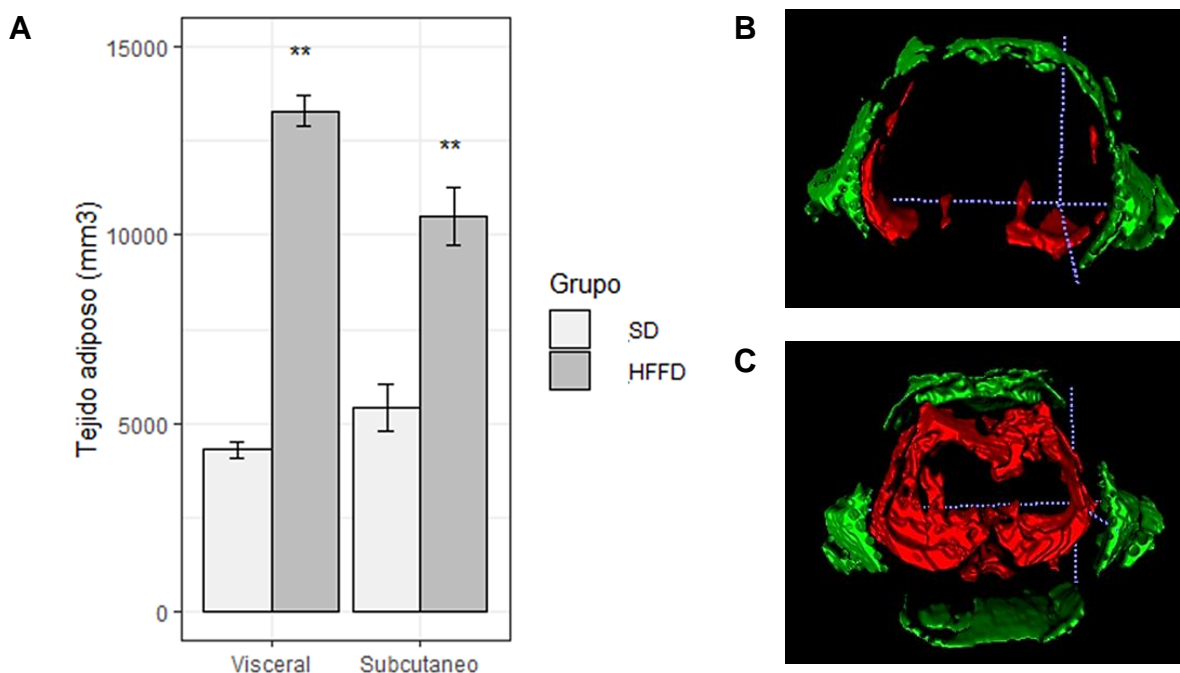 A
B
C
Tejido adiposo (mm3)
15000
10000
5000
0
**
**
Visceral
Subcutaneo
Grupo
SD
HFFD